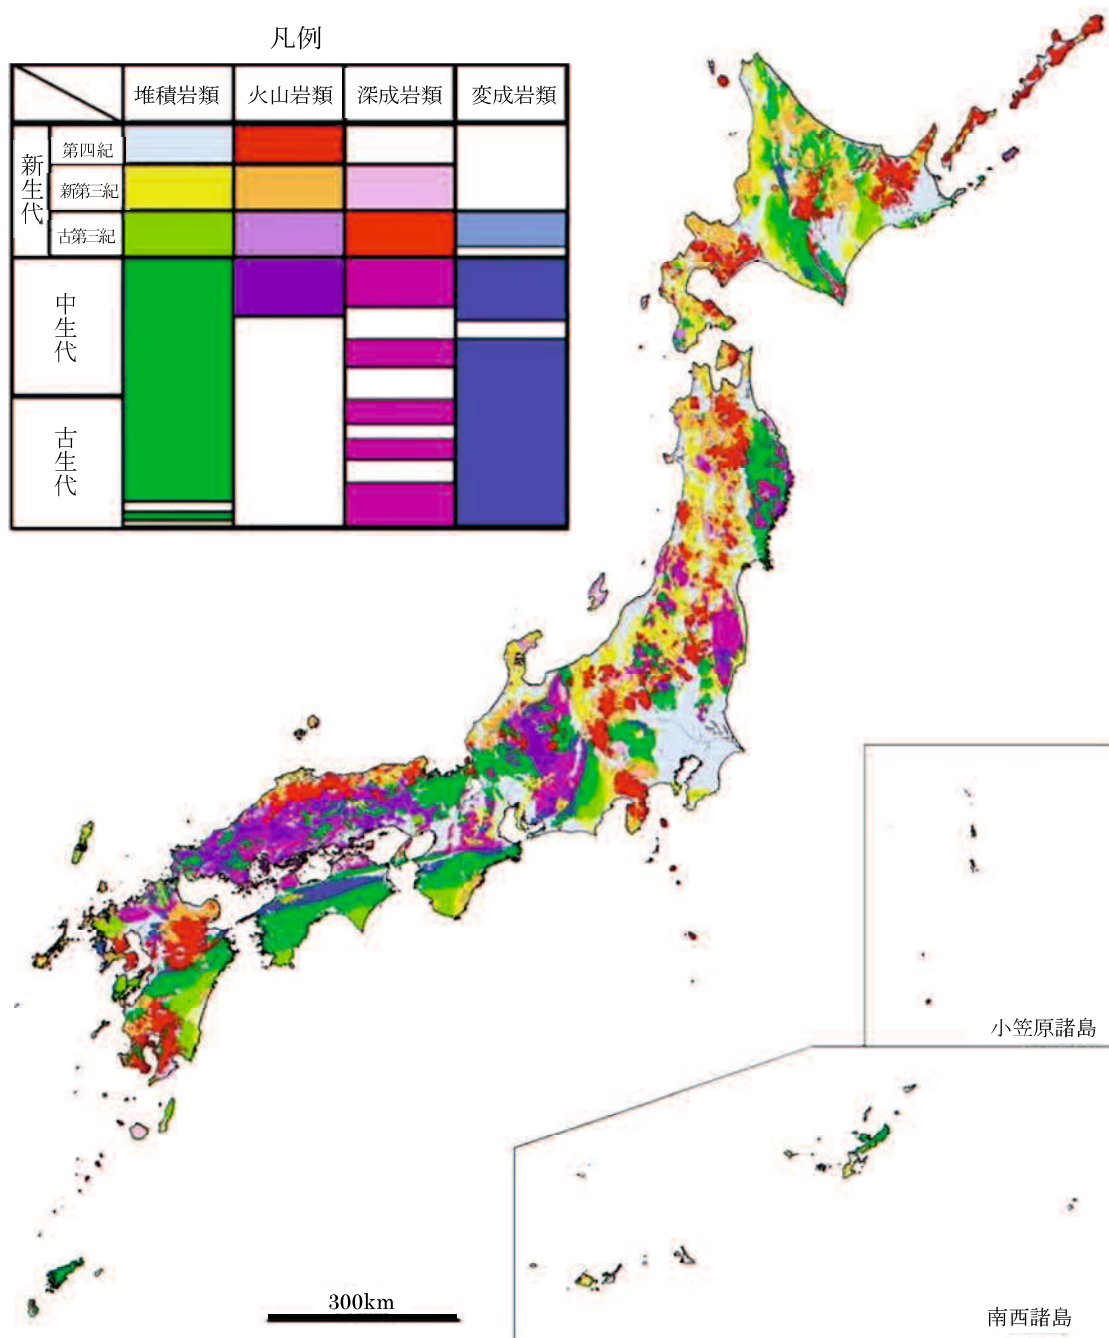 凡例
堆積岩類 火山岩類 深成岩類 変成岩類
新生代
第四紀
新第三紀
古第三紀
中生代
古生代
小笠原諸島
300km
南西諸島